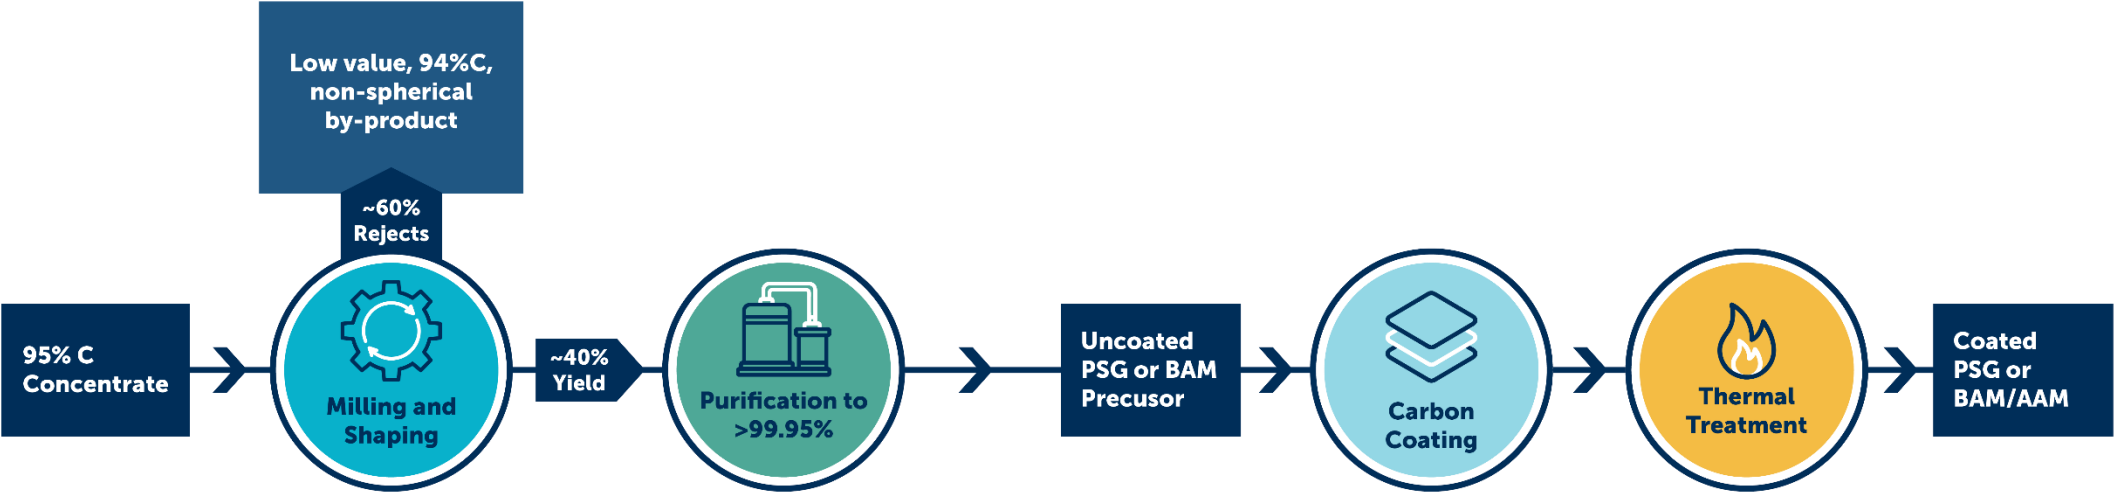 Low value, 94%C,
non-spherical
by-product
~60%
Rejects
95% C
Concentrate
Milling and
Shaping
~40%
Yield
Purification to
>99.95%
Uncoated
PSG or BAM
Precusor
Carbon
Coating
Thermal
Treatment
Coated
PSG or
BAM/AAM